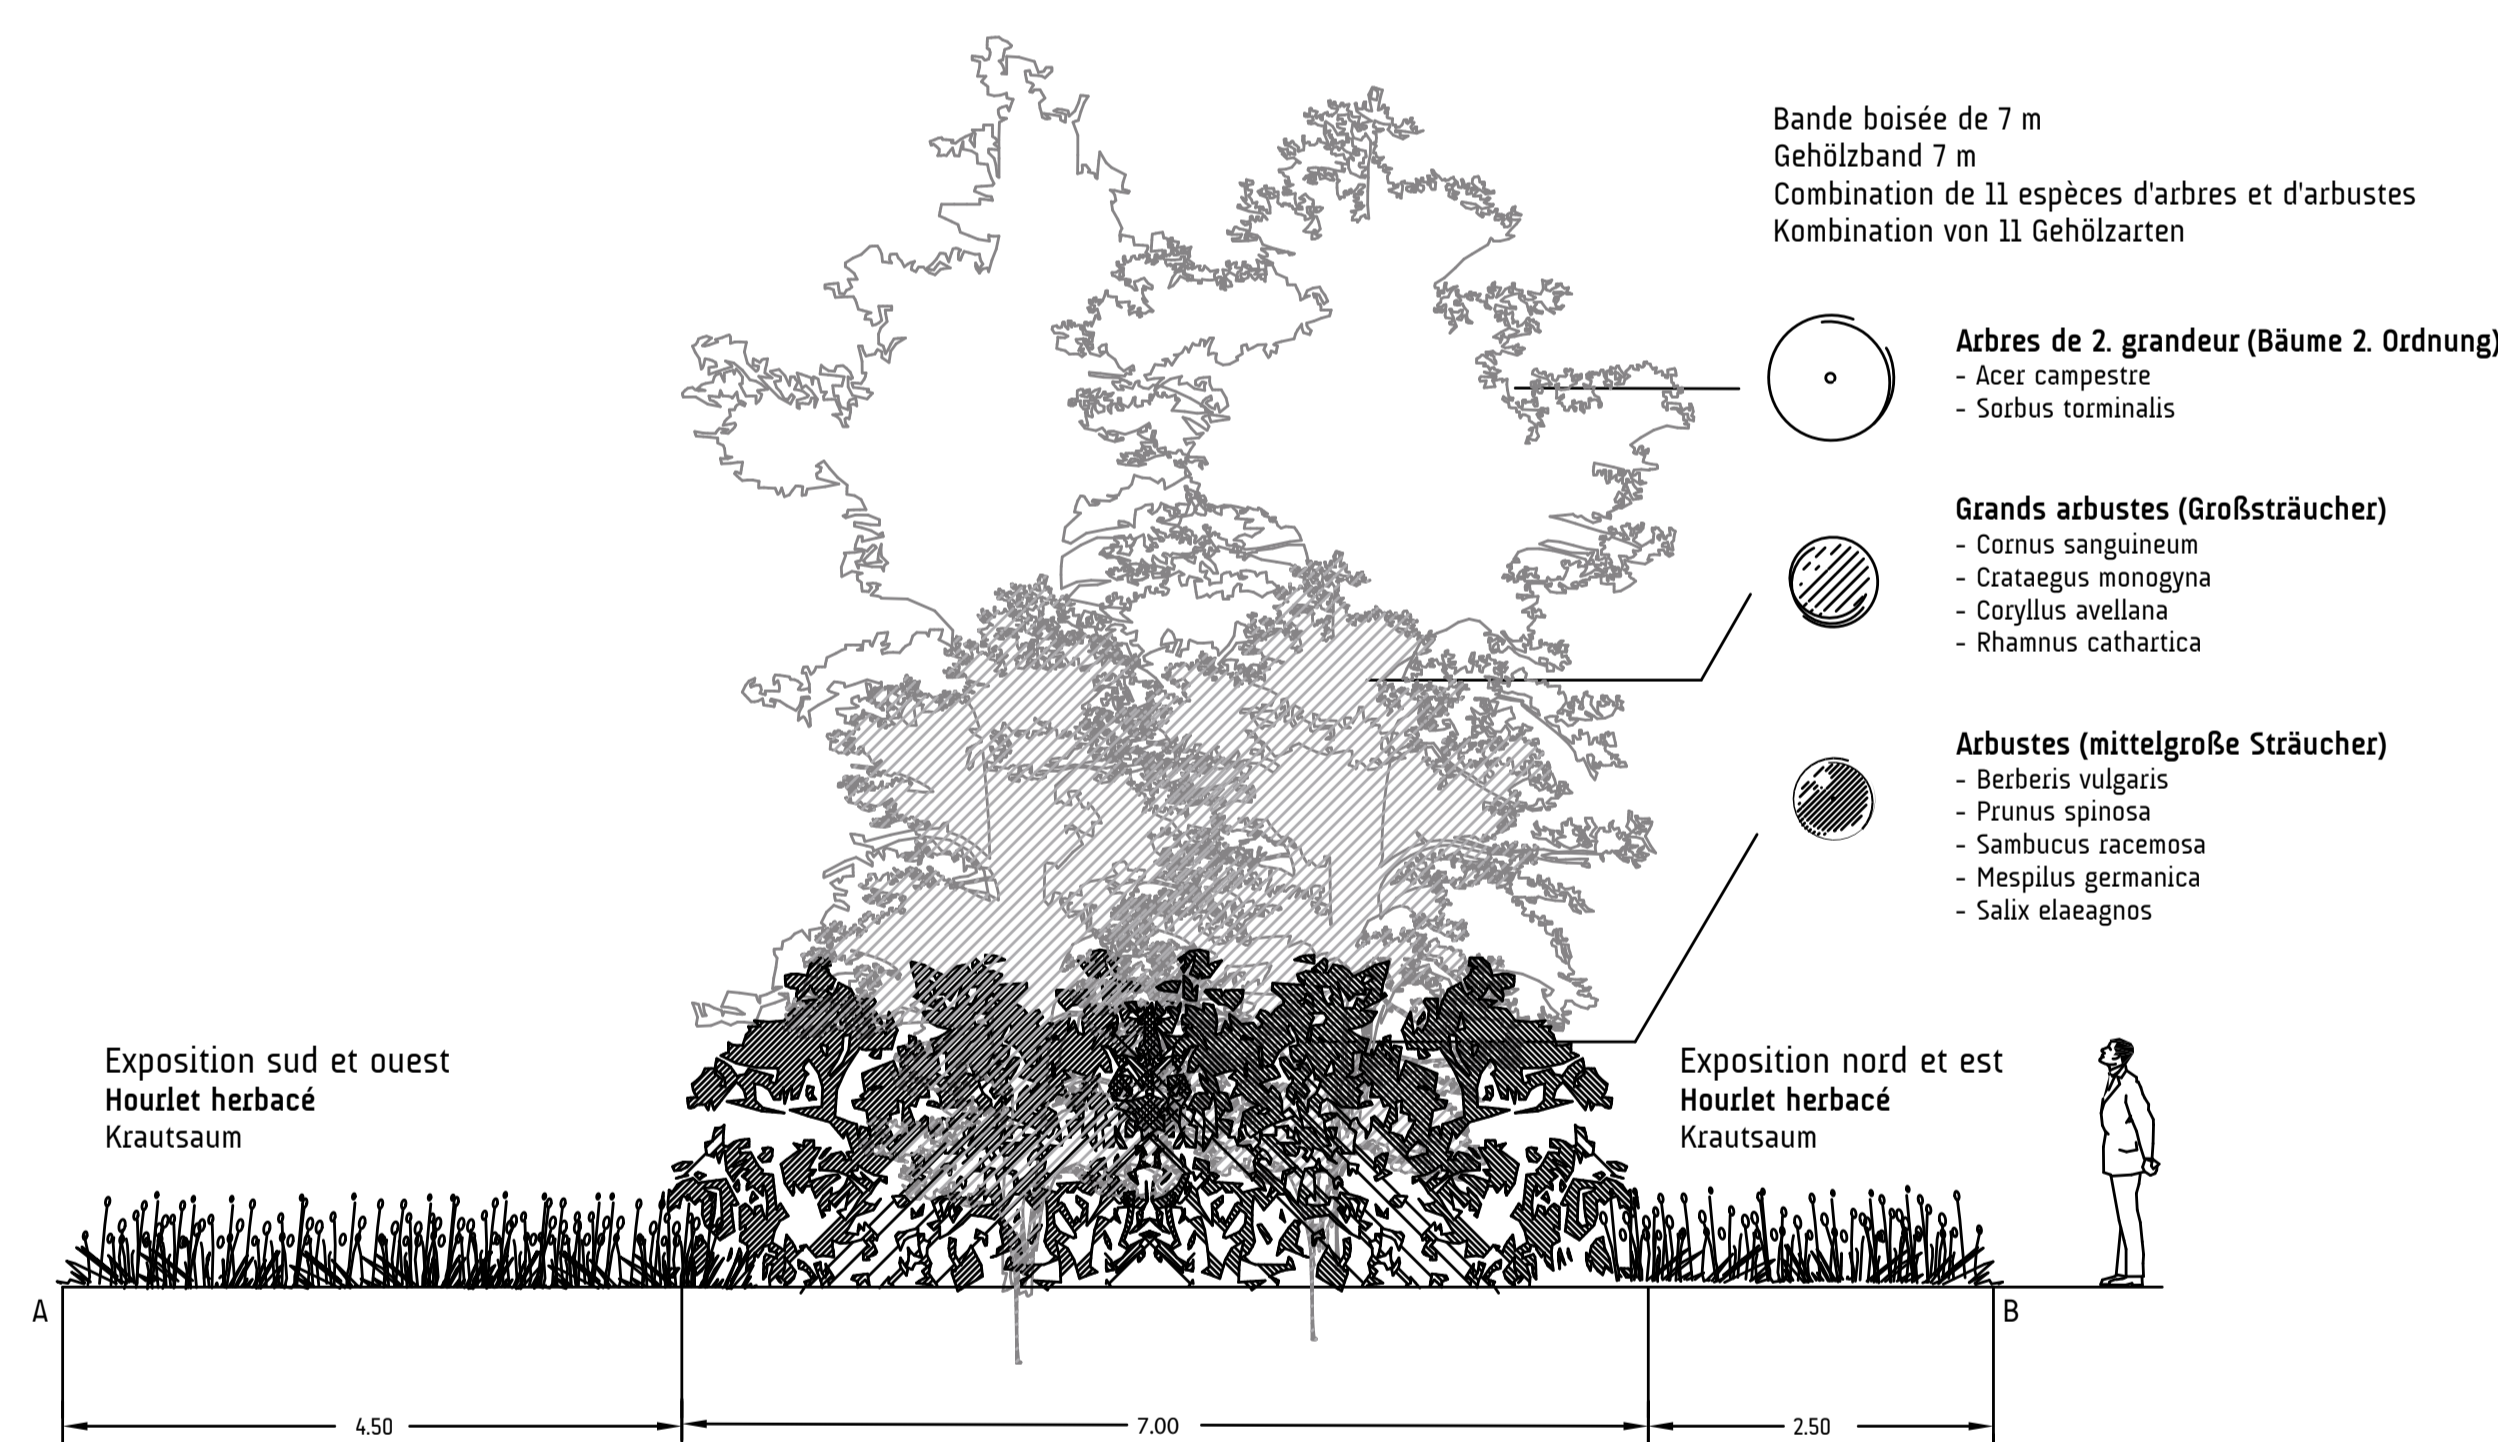 Bande boisée de 7 m
Gehölzband 7 m
Combination de 11 espèces d'arbres et d'arbustes
Kombination von 11 Gehölzarten
Arbres de 2. grandeur (Bäume 2. Ordnung)
- Acer campestre
- Sorbus torminalis
Grands arbustes (Großsträucher)
- Cornus sanguineum
- Crataegus monogyna
- Coryllus avellana
- Rhamnus cathartica
Arbustes (mittelgroße Sträucher)
- Berberis vulgaris
- Prunus spinosa
- Sambucus racemosa
- Mespilus germanica
- Salix elaeagnos
Exposition sud et ouest
Hourlet herbacé
Krautsaum
Exposition nord et est
Hourlet herbacé
Krautsaum
A
B
4.50
7.00
2.50